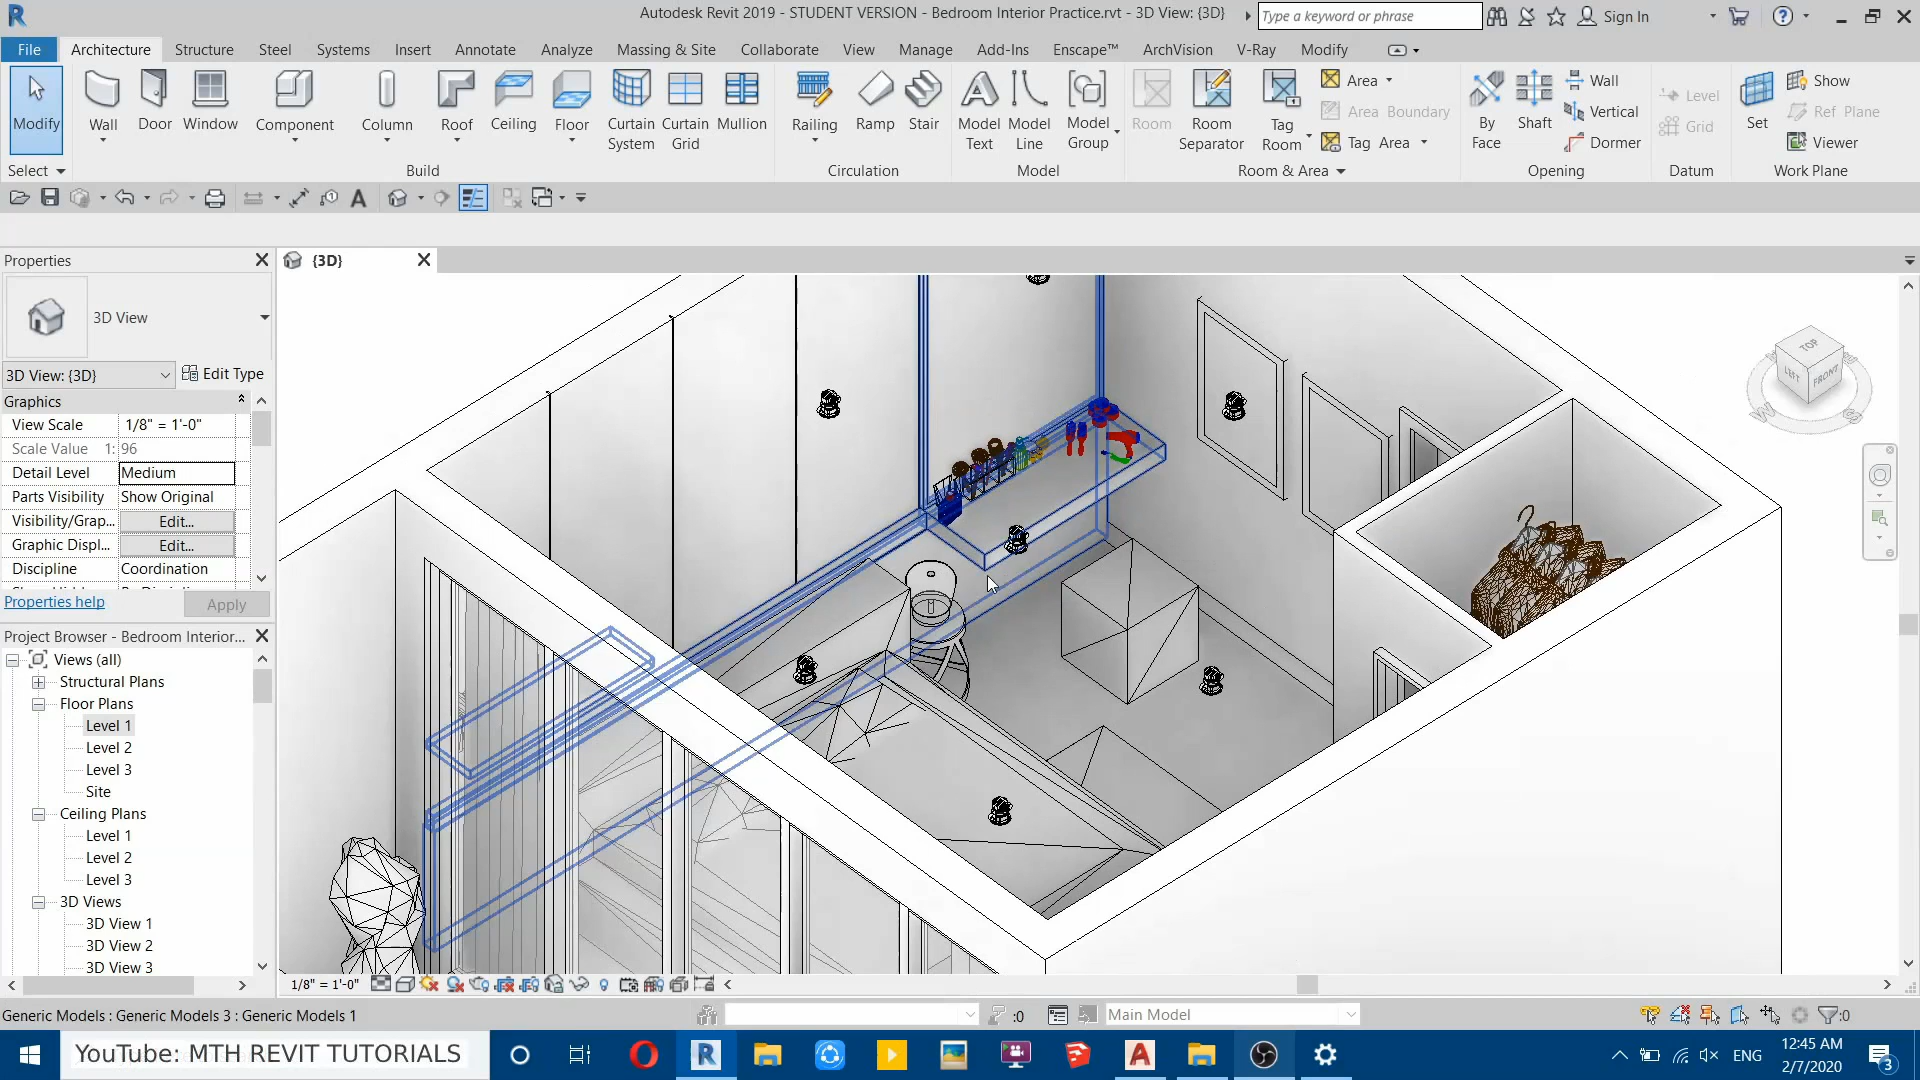 Autodesk Revit 2019 - STUDENT VERSION - Bedroom Interior Practice.rvt - 3D View: {3D}
Type a keyword or phrase
Sign In
File Architecture Structure Steel Systems Insert Annotate Analyze Massing & Site Collaborate View Manage Add-Ins Enscape™ ArchVision V-Ray Modify
Modify
Wall
Door
Window
Component
Column
Roof
Ceiling
Floor
Curtain System
Curtain Grid
Mullion
Railing
Ramp
Stair
Model Text
Model Line
Model Group
Room
Room Separator
Tag Room
Area
Area Boundary
Tag Area
By Face
Shaft
Wall
Vertical
Dormer
Level
Grid
Set
Show
Ref Plane
Viewer
Select
Build
Circulation
Model
Room & Area
Opening
Datum
Work Plane
Properties
{3D}
3D View
3D View: {3D}
Edit Type
Graphics
View Scale 1/8" = 1'-0"
Scale Value 1: 96
Detail Level Medium
Parts Visibility Show Original
Visibility/Grap... Edit...
Graphic Displ... Edit...
Discipline Coordination
Properties help
Apply
Project Browser - Bedroom Interior...
Views (all)
Structural Plans
Floor Plans
Level 1
Level 2
Level 3
Site
Ceiling Plans
Level 1
Level 2
Level 3
3D Views
3D View 1
3D View 2
3D View 3
TOP
LEFT
FRONT
W
S
1/8" = 1'-0"
Generic Models : Generic Models 3 : Generic Models 1
:0
Main Model
:0
YouTube: MTH REVIT TUTORIALS
ENG
12:45 AM
2/7/2020
3